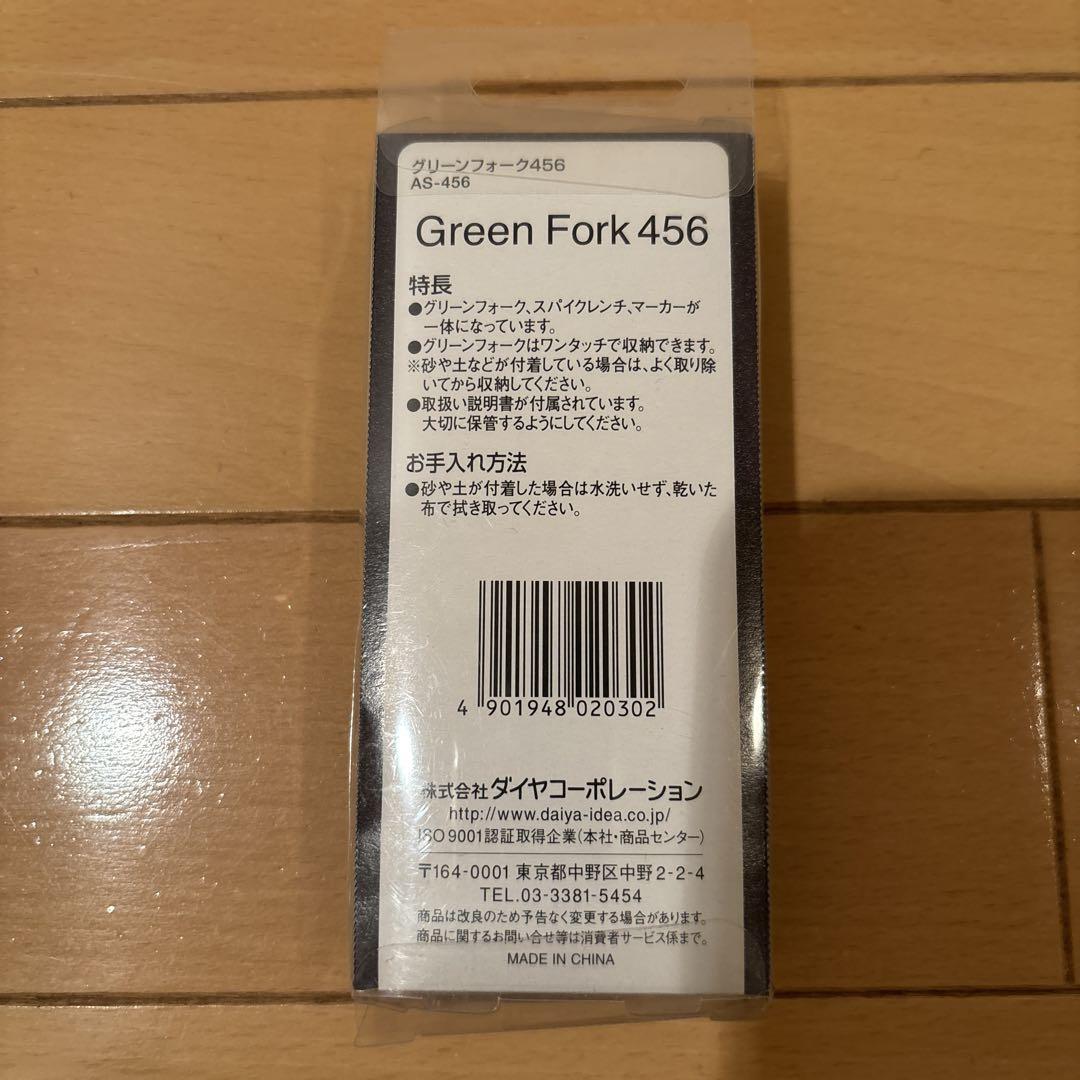 グリーンフォーク456
AS-456
Green Fork 456
特長
●グリーンフォーク、スパイクレンチ、マーカーが
一体になっています。
●グリーンフォークはワンタッチで収納できます。
※砂や土などが付着している場合は、よく取り除
いてから収納してください。
●取扱い説明書が付属されています。
大切に保管するようにしてください。
お手入れ方法
●砂や土が付着した場合は水洗いせず、乾いた
布で拭き取ってください。
4 901948 020302
株式会社ダイヤコーポレーション
http://www.daiya-idea.co.jp/
ISO9001認証取得企業(本社・商品センター)
〒164-0001 東京都中野区中野2-2-4
TEL.03-3381-5454
商品は改良のため予告なく変更する場合があります。
商品に関するお問い合せ等は消費者サービス係まで。
MADE IN CHINA